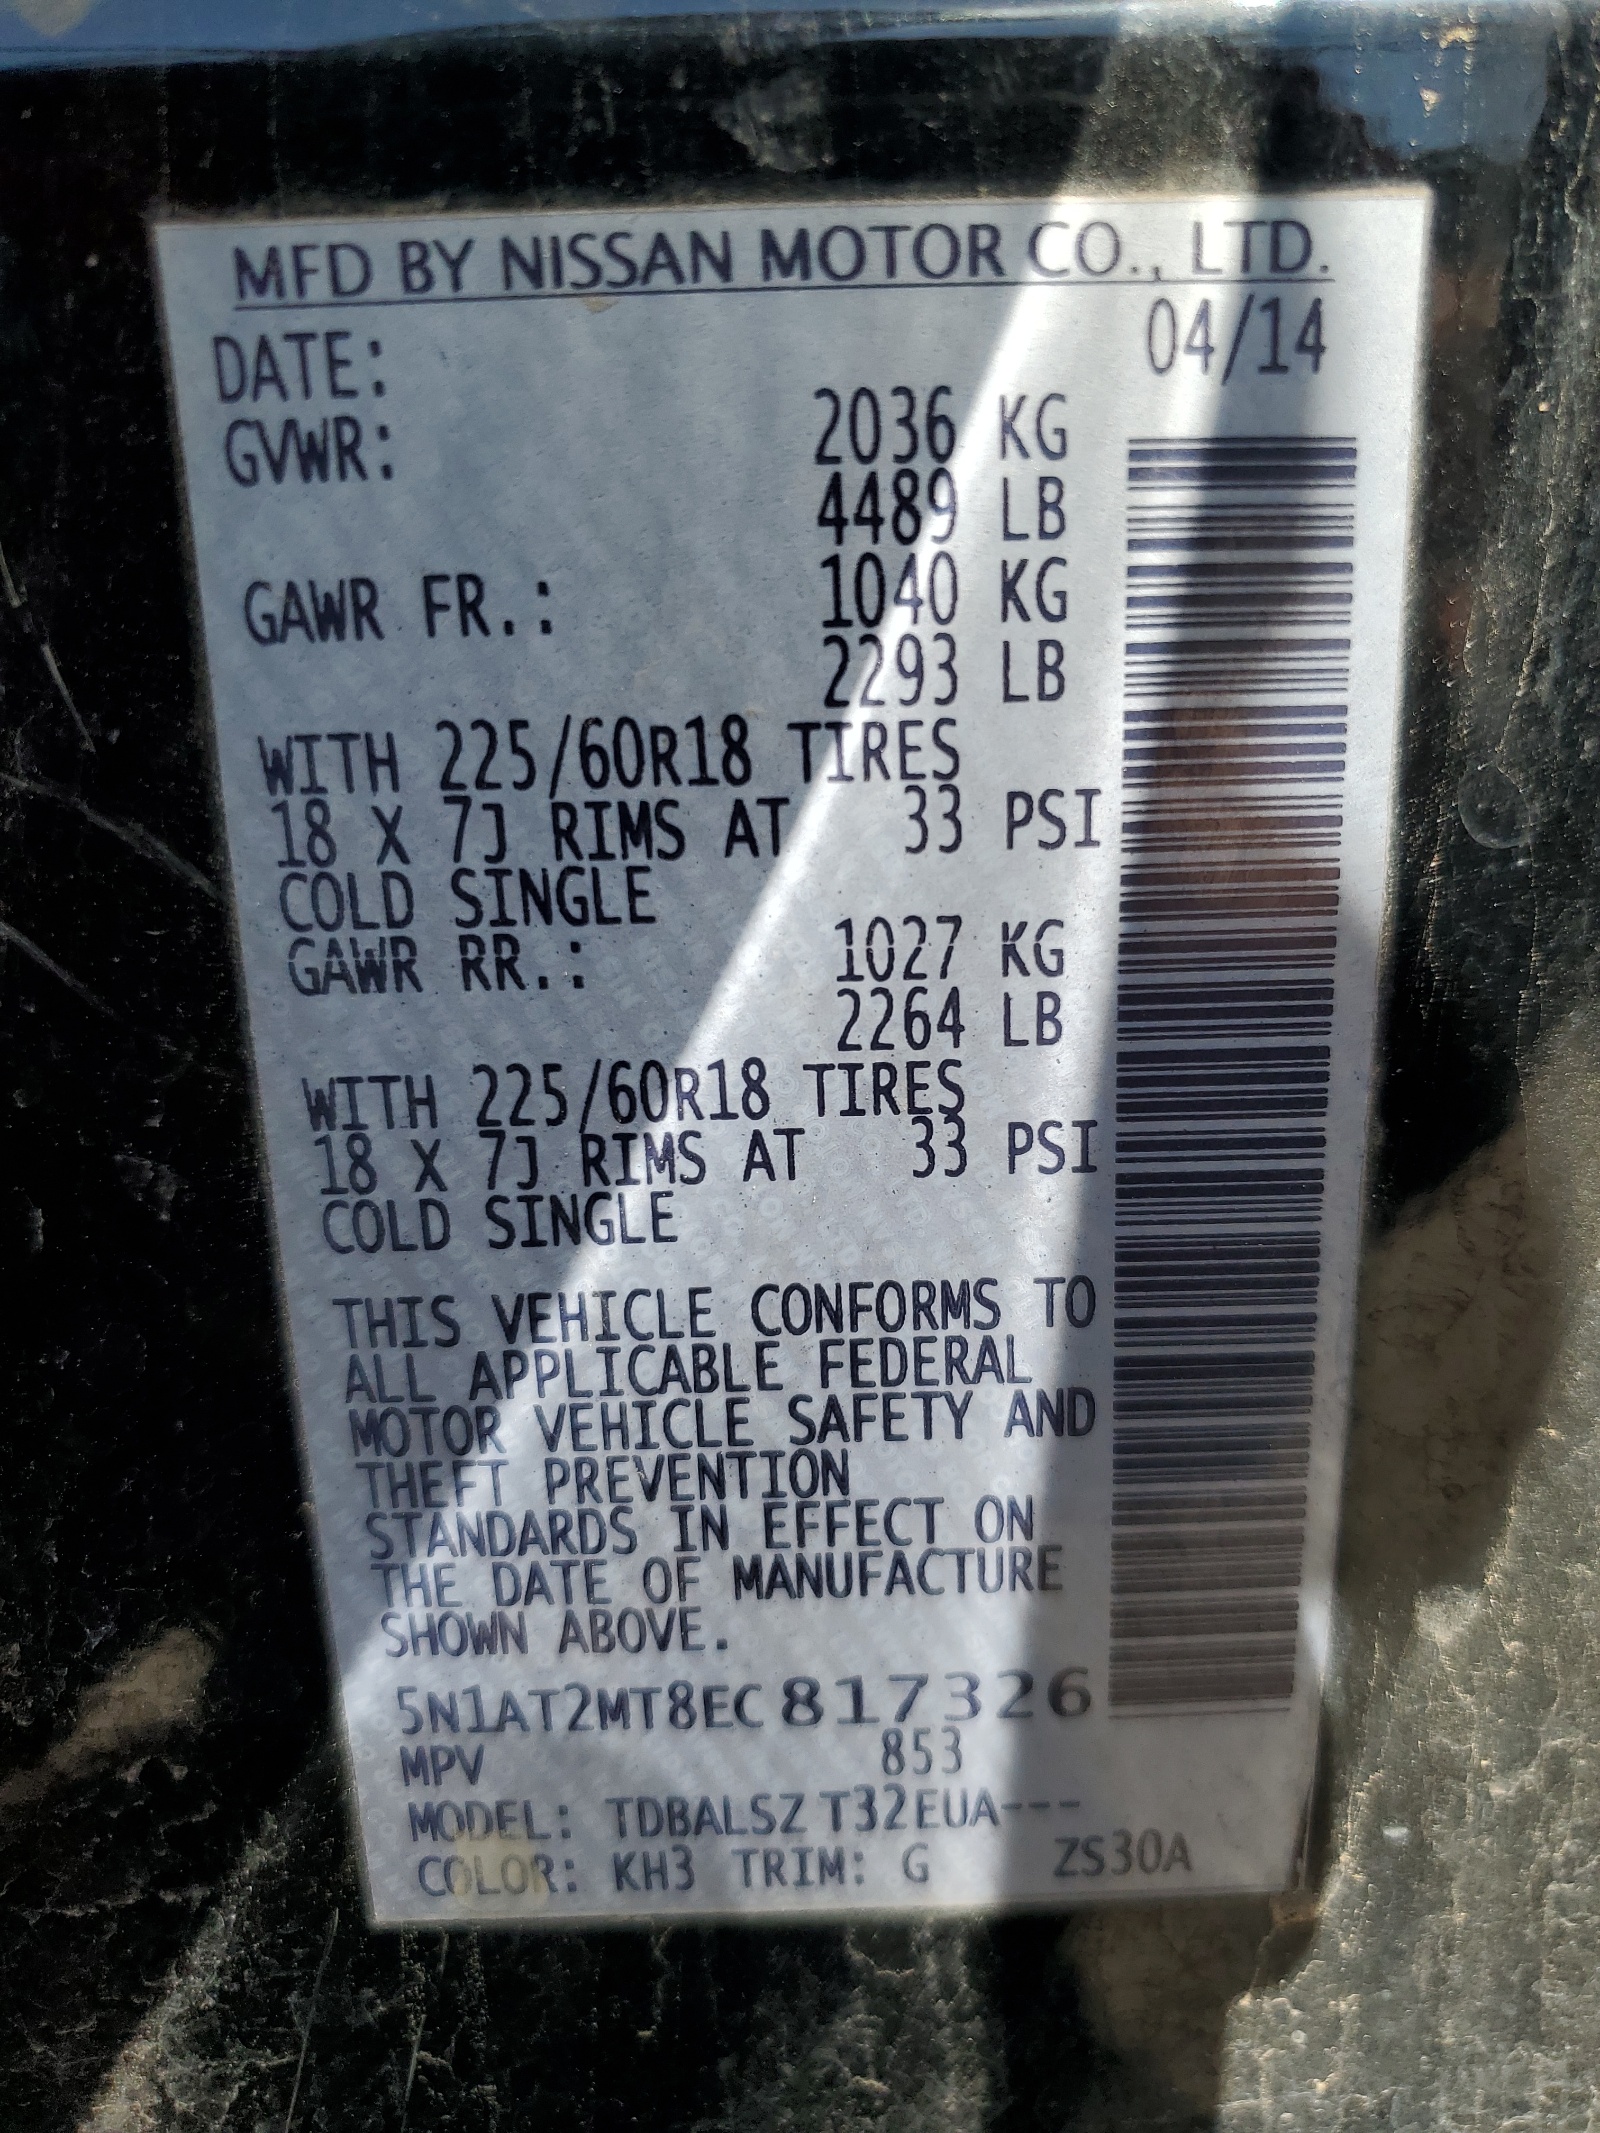 MFD BY NISSAN MOTOR CO., LTD.
DATE: 04/14
GVWR: 2036 KG
4489 LB
GAWR FR.: 1040 KG
2293 LB
WITH 225/60R18 TIRES
18 X 7J RIMS AT 33 PSI
COLD SINGLE
GAWR RR.: 1027 KG
2264 LB
WITH 225/60R18 TIRES
18 X 7J RIMS AT 33 PSI
COLD SINGLE
THIS VEHICLE CONFORMS TO
ALL APPLICABLE FEDERAL
MOTOR VEHICLE SAFETY AND
THEFT PREVENTION
STANDARDS IN EFFECT ON
THE DATE OF MANUFACTURE
SHOWN ABOVE.
5N1AT2MT8EC817326
MPV 853
MODEL: TDBALSZ T32EUA---
COLOR: KH3 TRIM: G ZS30A